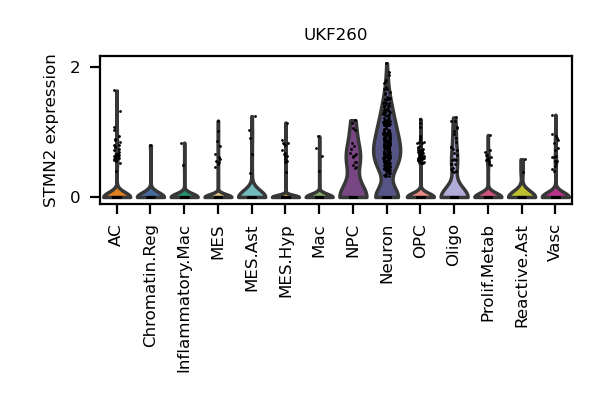 UKF260
STMN2 expression
2
0
AC
Chromatin.Reg
Inflammatory.Mac
MES
MES.Ast
MES.Hyp
Mac
NPC
Neuron
OPC
Oligo
Prolif.Metab
Reactive.Ast
Vasc